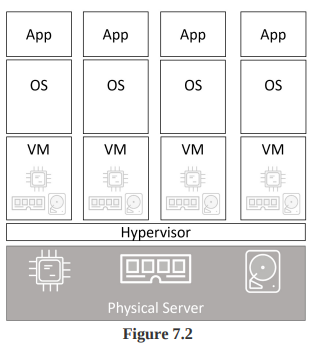 App App App App
OS OS OS OS
VM VM VM VM
Hypervisor
Physical Server
Figure 7.2